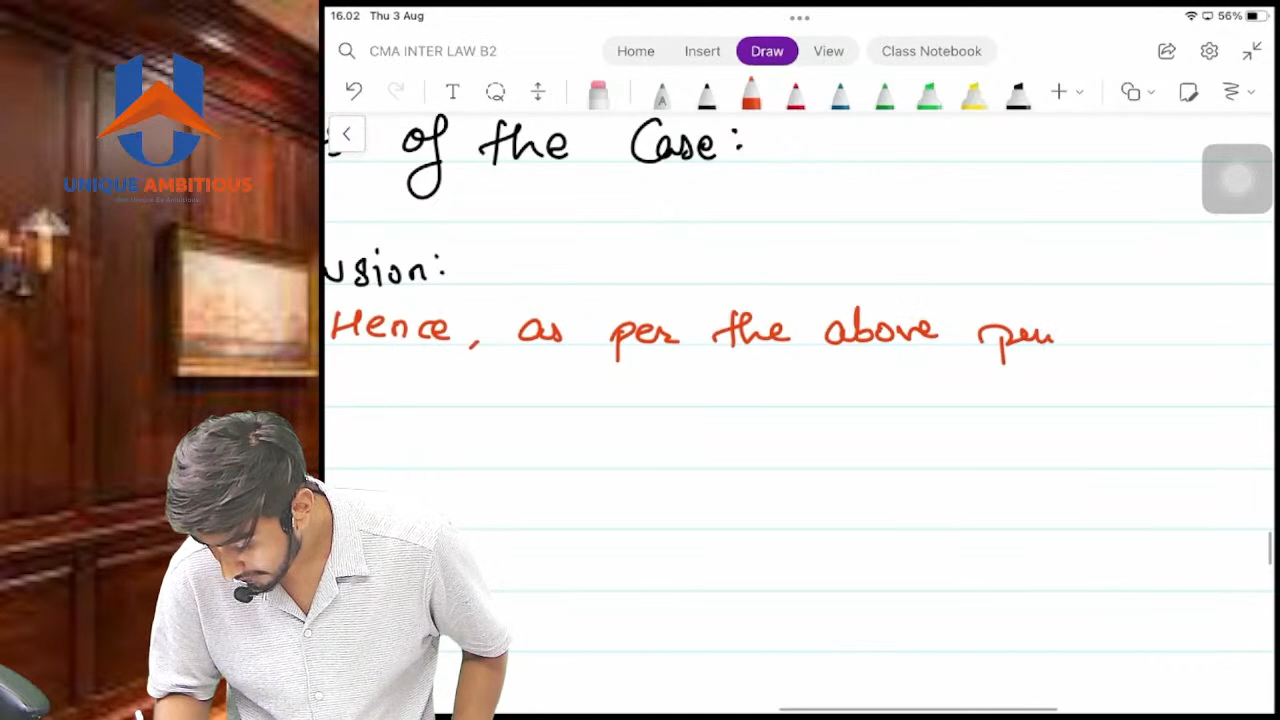 16.02 Thu 3 Aug
56%
CMA INTER LAW B2
Home Insert Draw View Class Notebook
of the Case:
usion:
Hence, as per the above
UNIQUE AMBITIOUS